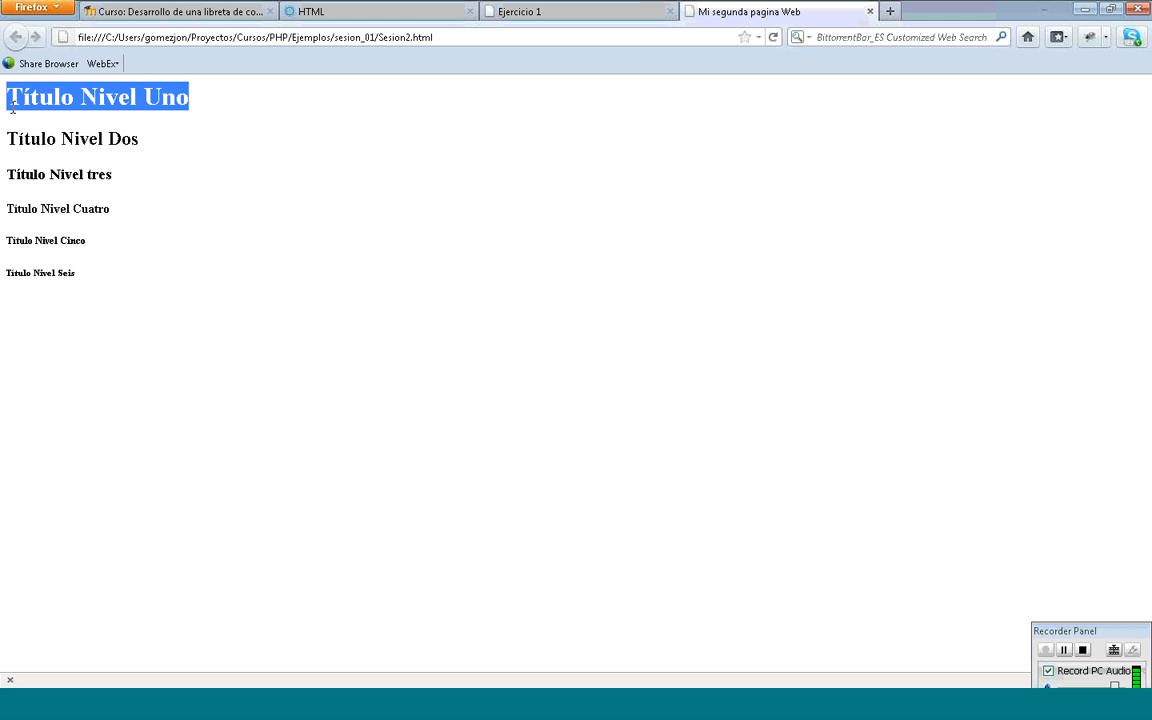 Firefox
Curso: Desarrollo de una libreta de co...
HTML
Ejercicio 1
Mi segunda pagina Web
file:///C:/Users/gomezjon/Proyectos/Cursos/PHP/Ejemplos/sesion_01/Sesion2.html
BittorrentBar_ES Customized Web Search
Share Browser WebEx
Título Nivel Uno
Título Nivel Dos
Título Nivel tres
Título Nivel Cuatro
Título Nivel Cinco
Título Nivel Seis
Recorder Panel
Record PC Audio